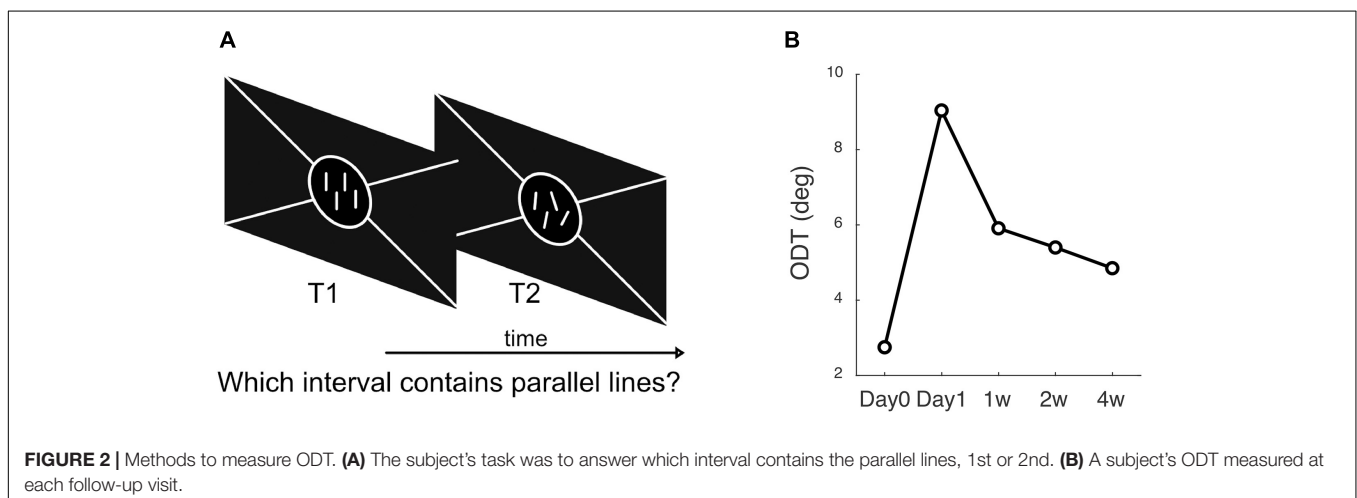 A
T1
T2
time
Which interval contains parallel lines?
B
10
8
6
4
2
ODT (deg)
Day0 Day1 1w 2w 4w
FIGURE 2 | Methods to measure ODT. (A) The subject's task was to answer which interval contains the parallel lines, 1st or 2nd. (B) A subject's ODT measured at
each follow-up visit.